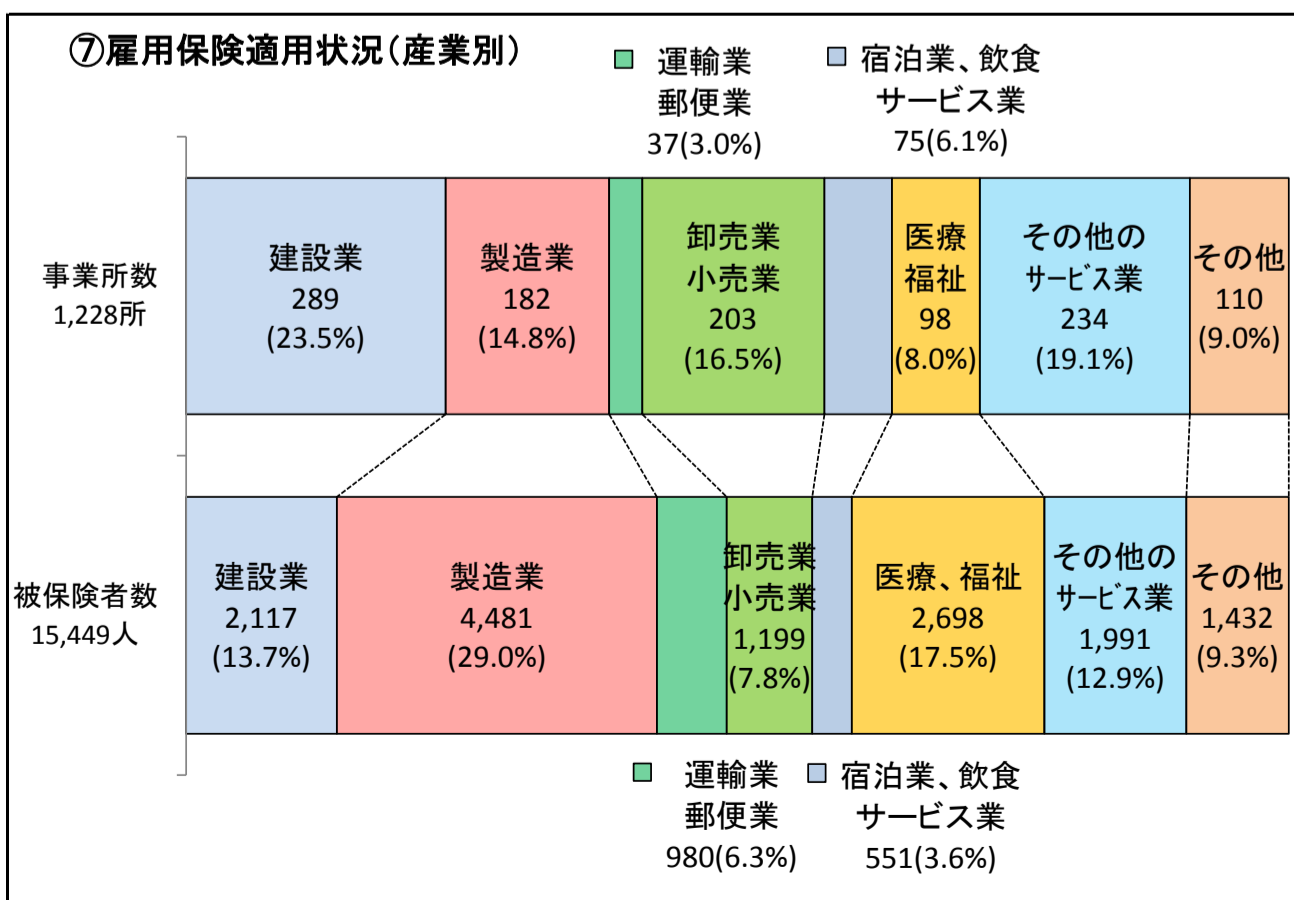 ⑦雇用保険適用状況（産業別）
運輸業
郵便業
37(3.0%)
宿泊業、飲食
サービス業
75(6.1%)
事業所数
1,228所
建設業
289
(23.5%)
製造業
182
(14.8%)
卸売業
小売業
203
(16.5%)
医療
福祉
98
(8.0%)
その他の
サービス業
234
(19.1%)
その他
110
(9.0%)
被保険者数
15,449人
建設業
2,117
(13.7%)
製造業
4,481
(29.0%)
卸売業
小売業
1,199
(7.8%)
医療、福祉
2,698
(17.5%)
その他の
サービス業
1,991
(12.9%)
その他
1,432
(9.3%)
運輸業
郵便業
980(6.3%)
宿泊業、飲食
サービス業
551(3.6%)